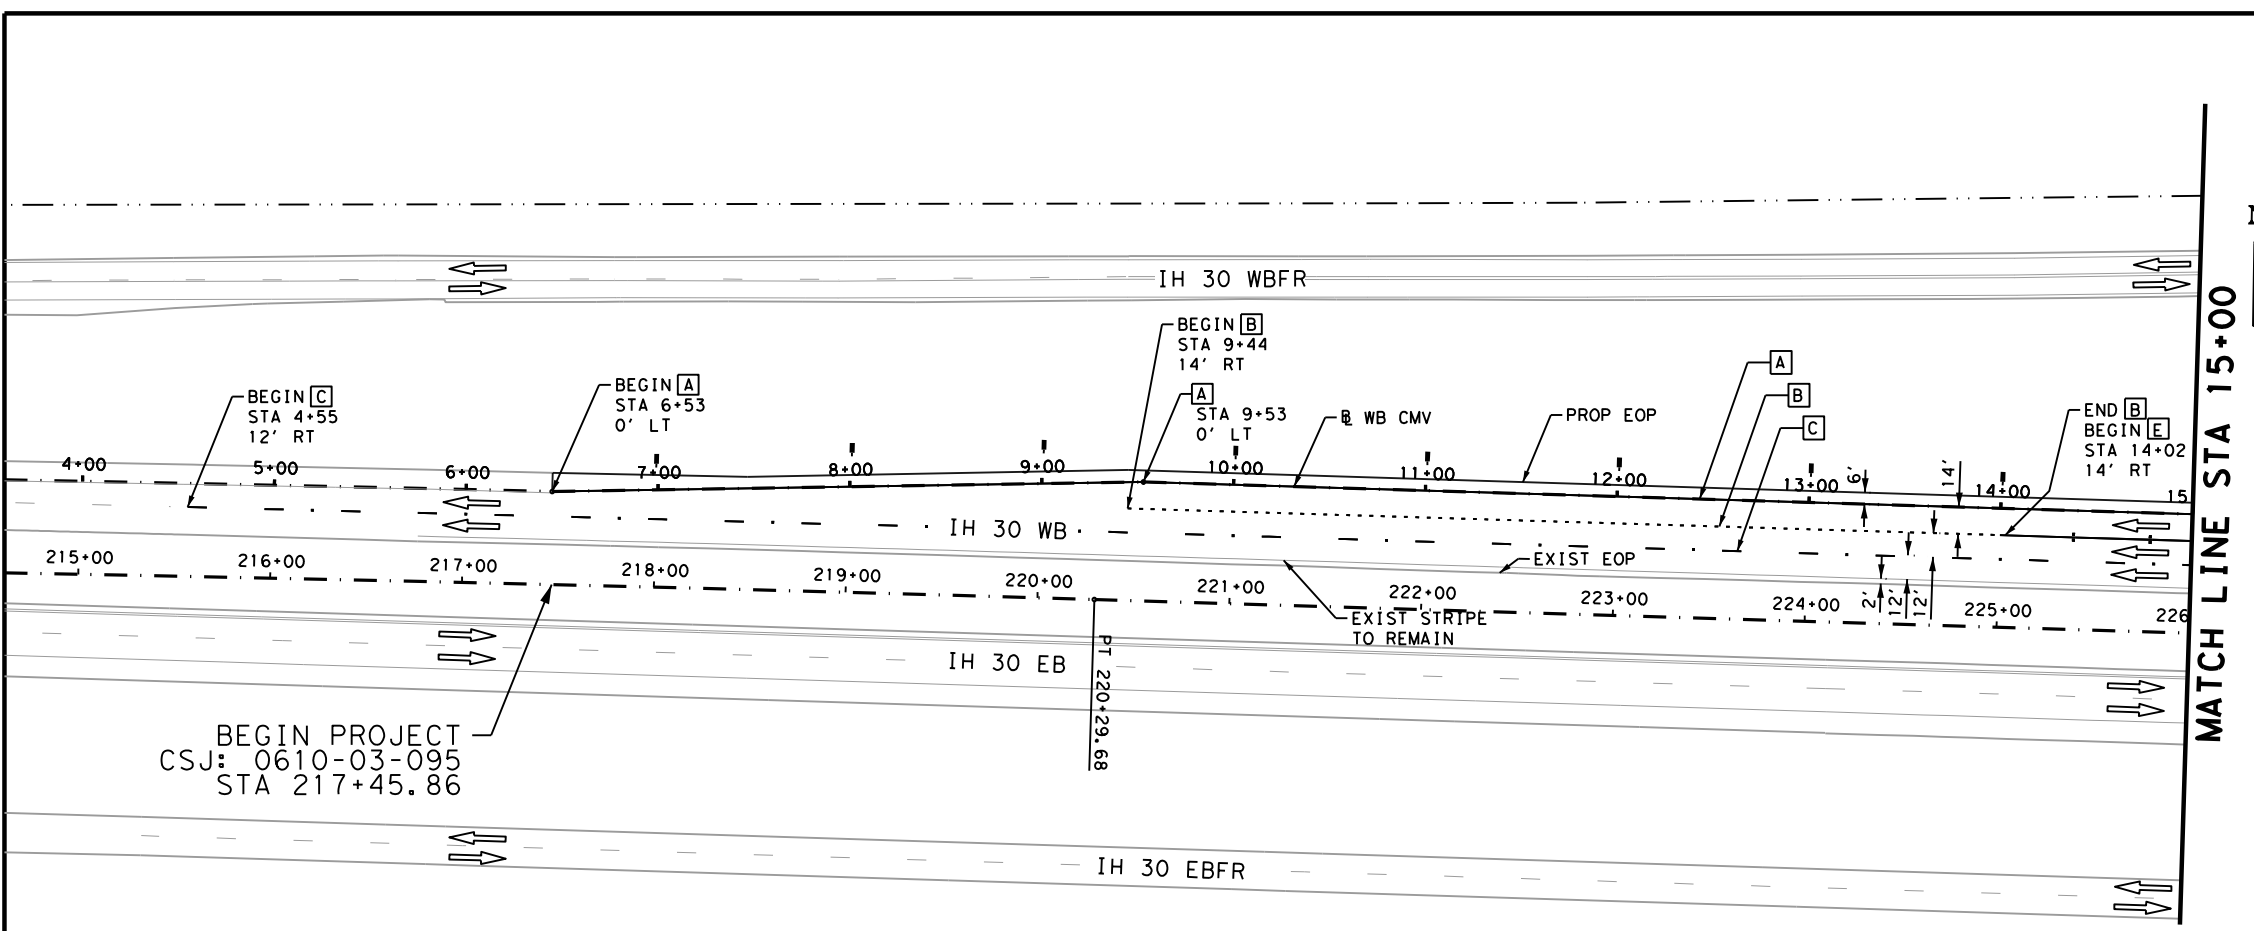 IH 30 WBFR
BEGIN B
STA 9+44
14' RT
BEGIN C
STA 4+55
12' RT
BEGIN A
STA 6+53
0' LT
A
STA 9+53
0' LT
WB CMV
PROP EOP
A
B
C
END B
BEGIN E
STA 14+02
14' RT
4+00
5+00
6+00
7+00
8+00
9+00
10+00
11+00
12+00
13+00
6'
14'
14+00
15
IH 30 WB
EXIST EOP
215+00
216+00
217+00
218+00
219+00
220+00
221+00
222+00
223+00
224+00
2'
12'
12'
225+00
226
EXIST STRIPE
TO REMAIN
IH 30 EB
PT 220+29.68
BEGIN PROJECT
CSJ: 0610-03-095
STA 217+45.86
IH 30 EBFR
MATCH LINE STA 15+00